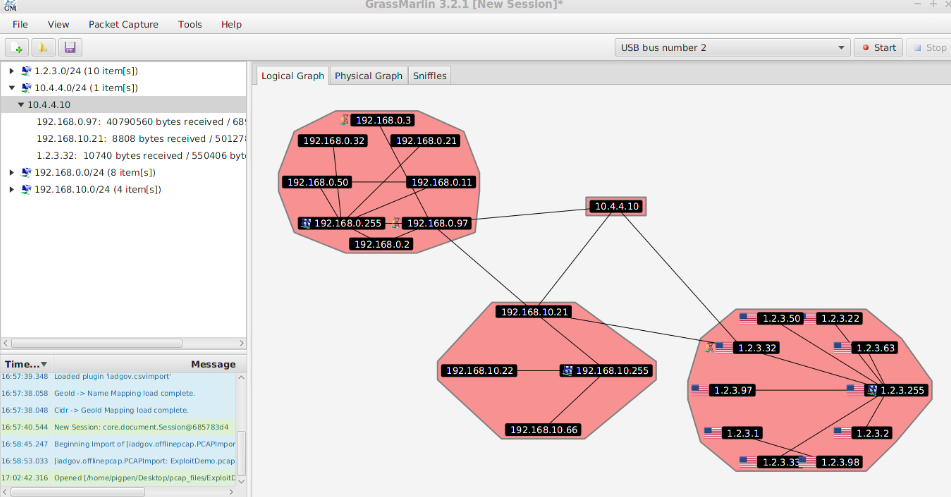 GrassMarlin 3.2.1 [New Session]*
File View Packet Capture Tools Help
USB bus number 2 Start Stop
1.2.3.0/24 (10 item[s])
10.4.4.0/24 (1 item[s])
10.4.4.10
192.168.0.97: 40790560 bytes received / 68
192.168.10.21: 8808 bytes received / 501278
1.2.3.32: 10740 bytes received / 550406 byt
192.168.0.0/24 (8 item[s])
192.168.10.0/24 (4 item[s])
Time... Message
16:57:39.348 Loaded plugin 'iadgov.csvimport'
16:57:38.058 GeoId -> Name Mapping load complete.
16:57:38.048 Cidr -> GeoId Mapping load complete.
16:57:40.544 New Session: core.document.Session@685783d4
16:58:45.247 Beginning Import of [iadgov.offlinepcap.PCAPImpor
16:58:53.033 [iadgov.offlinepcap.PCAPImport: ExploitDemo.pcap
17:02:42.316 Opened [/home/pigpen/Desktop/pcap_files/ExploitD
Logical Graph Physical Graph Sniffles
192.168.0.3
192.168.0.32 192.168.0.21
192.168.0.50 192.168.0.11
192.168.0.255 192.168.0.97
192.168.0.2
10.4.4.10
192.168.10.21
192.168.10.22 192.168.10.255
192.168.10.66
1.2.3.50 1.2.3.22
1.2.3.32 1.2.3.63
1.2.3.97 1.2.3.255
1.2.3.1 1.2.3.2
1.2.3.33 1.2.3.98